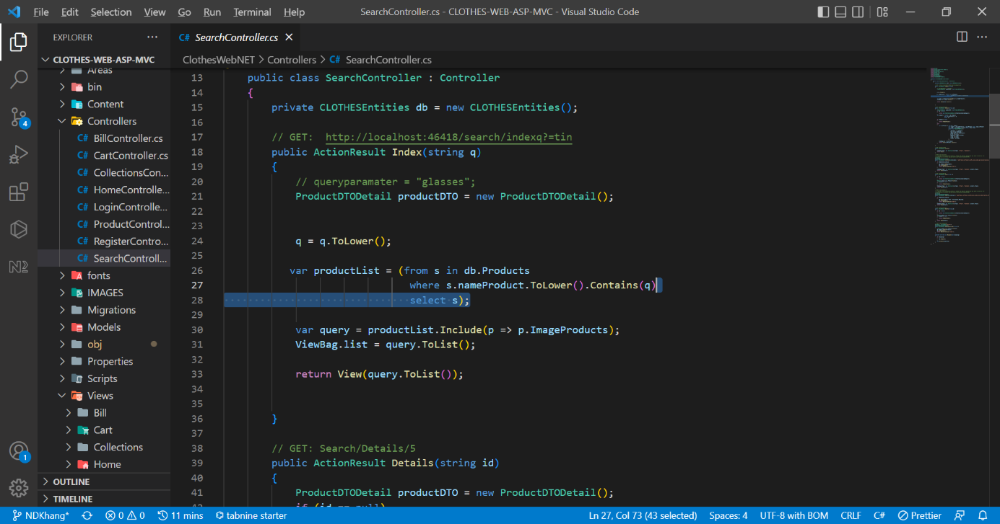 File Edit Selection View Go Run Terminal Help SearchController.cs - CLOTHES-WEB-ASP-MVC - Visual Studio Code
EXPLORER ···
CLOTHES-WEB-ASP-MVC
Areas
bin
Content
Controllers
C# BillController.cs
C# CartController.cs
C# CollectionsCon...
C# HomeControlle...
C# LoginControlle...
C# ProductControl...
C# RegisterContro...
C# SearchControll...
fonts
IMAGES
Migrations
Models
obj
Properties
Scripts
Views
Bill
Cart
Collections
Home
OUTLINE
TIMELINE
4
1
C# SearchController.cs
ClothesWebNET > Controllers > C# SearchController.cs
13 public class SearchController : Controller
14 {
15 private CLOTHESEntities db = new CLOTHESEntities();
16
17 // GET:  http://localhost:46418/search/indexq?=tin
18 public ActionResult Index(string q)
19 {
20 // queryparamater = "glasses";
21 ProductDTODetail productDTO = new ProductDTODetail();
22
23
24 q = q.ToLower();
25
26 var productList = (from s in db.Products
27 where s.nameProduct.ToLower().Contains(q)
28 select s);
29
30 var query = productList.Include(p => p.ImageProducts);
31 ViewBag.list = query.ToList();
32
33 return View(query.ToList());
34
35
36 }
37
38 // GET: Search/Details/5
39 public ActionResult Details(string id)
40 {
41 ProductDTODetail productDTO = new ProductDTODetail();
NDKhang* 0 0 11 mins tabnine starter Ln 27, Col 73 (43 selected) Spaces: 4 UTF-8 with BOM CRLF C# Prettier